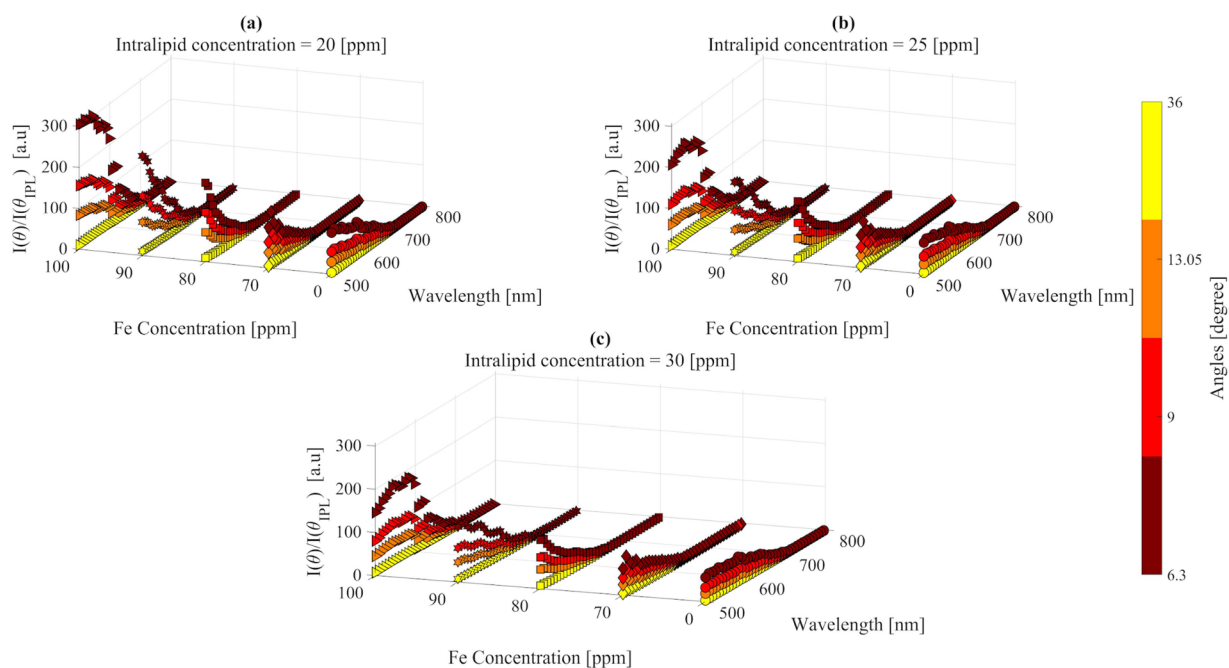 (a)
Intralipid concentration = 20 [ppm]
I(θ)/I(θIPL) [a.u]
300
200
100
0
100
90
80
70
0
500
600
700
800
Wavelength [nm]
Fe Concentration [ppm]
(b)
Intralipid concentration = 25 [ppm]
I(θ)/I(θIPL) [a.u]
300
200
100
0
100
90
80
70
0
500
600
700
800
Wavelength [nm]
Fe Concentration [ppm]
(c)
Intralipid concentration = 30 [ppm]
I(θ)/I(θIPL) [a.u]
300
200
100
0
100
90
80
70
0
500
600
700
800
Wavelength [nm]
Fe Concentration [ppm]
36
13.05
9
6.3
Angles [degree]